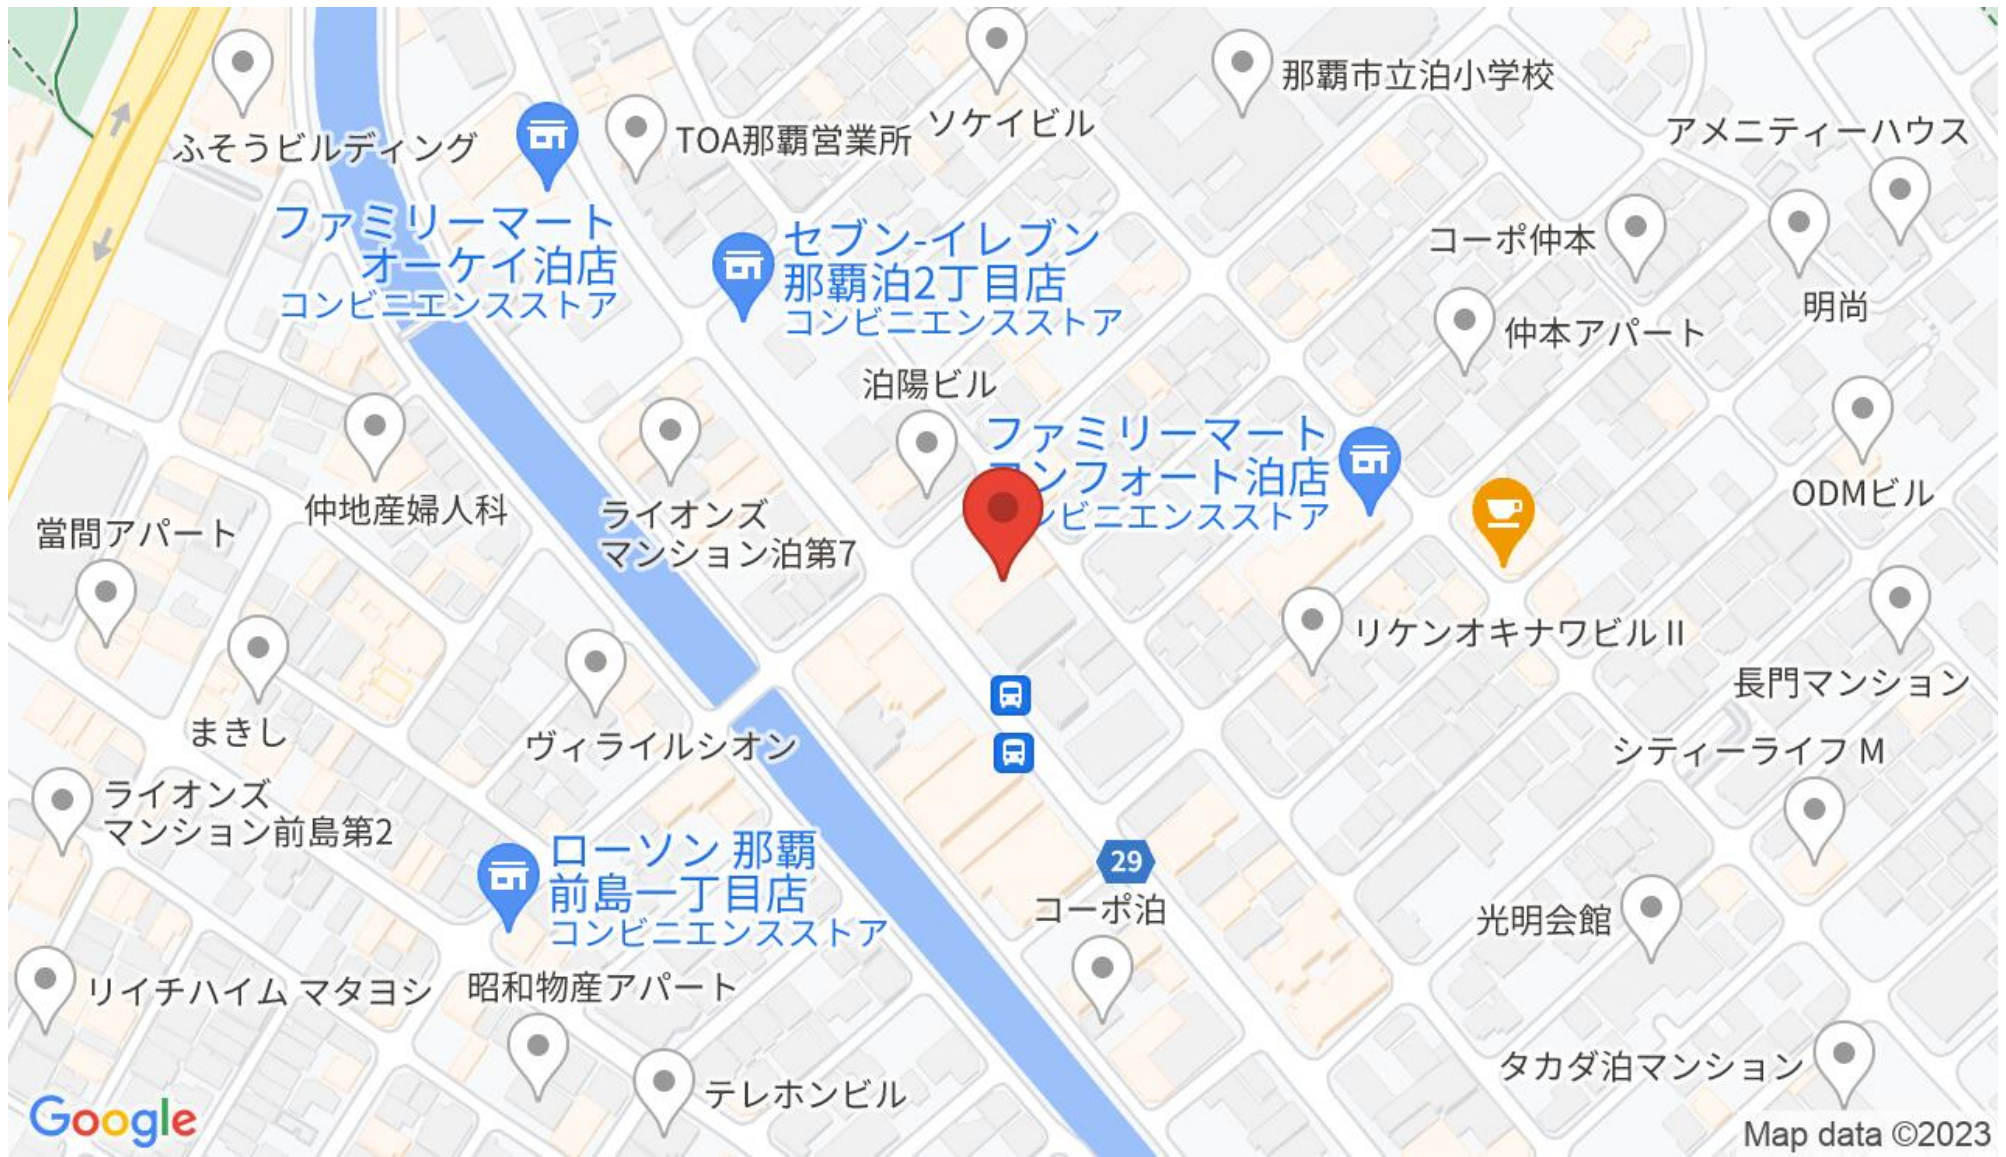 那覇市立泊小学校
ソケイビル
アメニティーハウス
ふそうビルディング
TOA那覇営業所
ファミリーマート
オーケイ泊店
コンビニエンスストア
セブン-イレブン
那覇泊2丁目店
コンビニエンスストア
コーポ仲本
明尚
仲本アパート
泊陽ビル
ファミリーマート
ンフォート泊店
ンビニエンスストア
ODMビル
仲地産婦人科
ライオンズ
マンション泊第7
當間アパート
リケンオキナワビル II
長門マンション
まきし
ヴィライルシオン
シティーライフ M
ライオンズ
マンション前島第2
ローソン 那覇
前島一丁目店
コンビニエンスストア
29
コーポ泊
光明会館
リイチハイム マタヨシ
昭和物産アパート
タカダ泊マンション
テレホンビル
Google
Map data ©2023